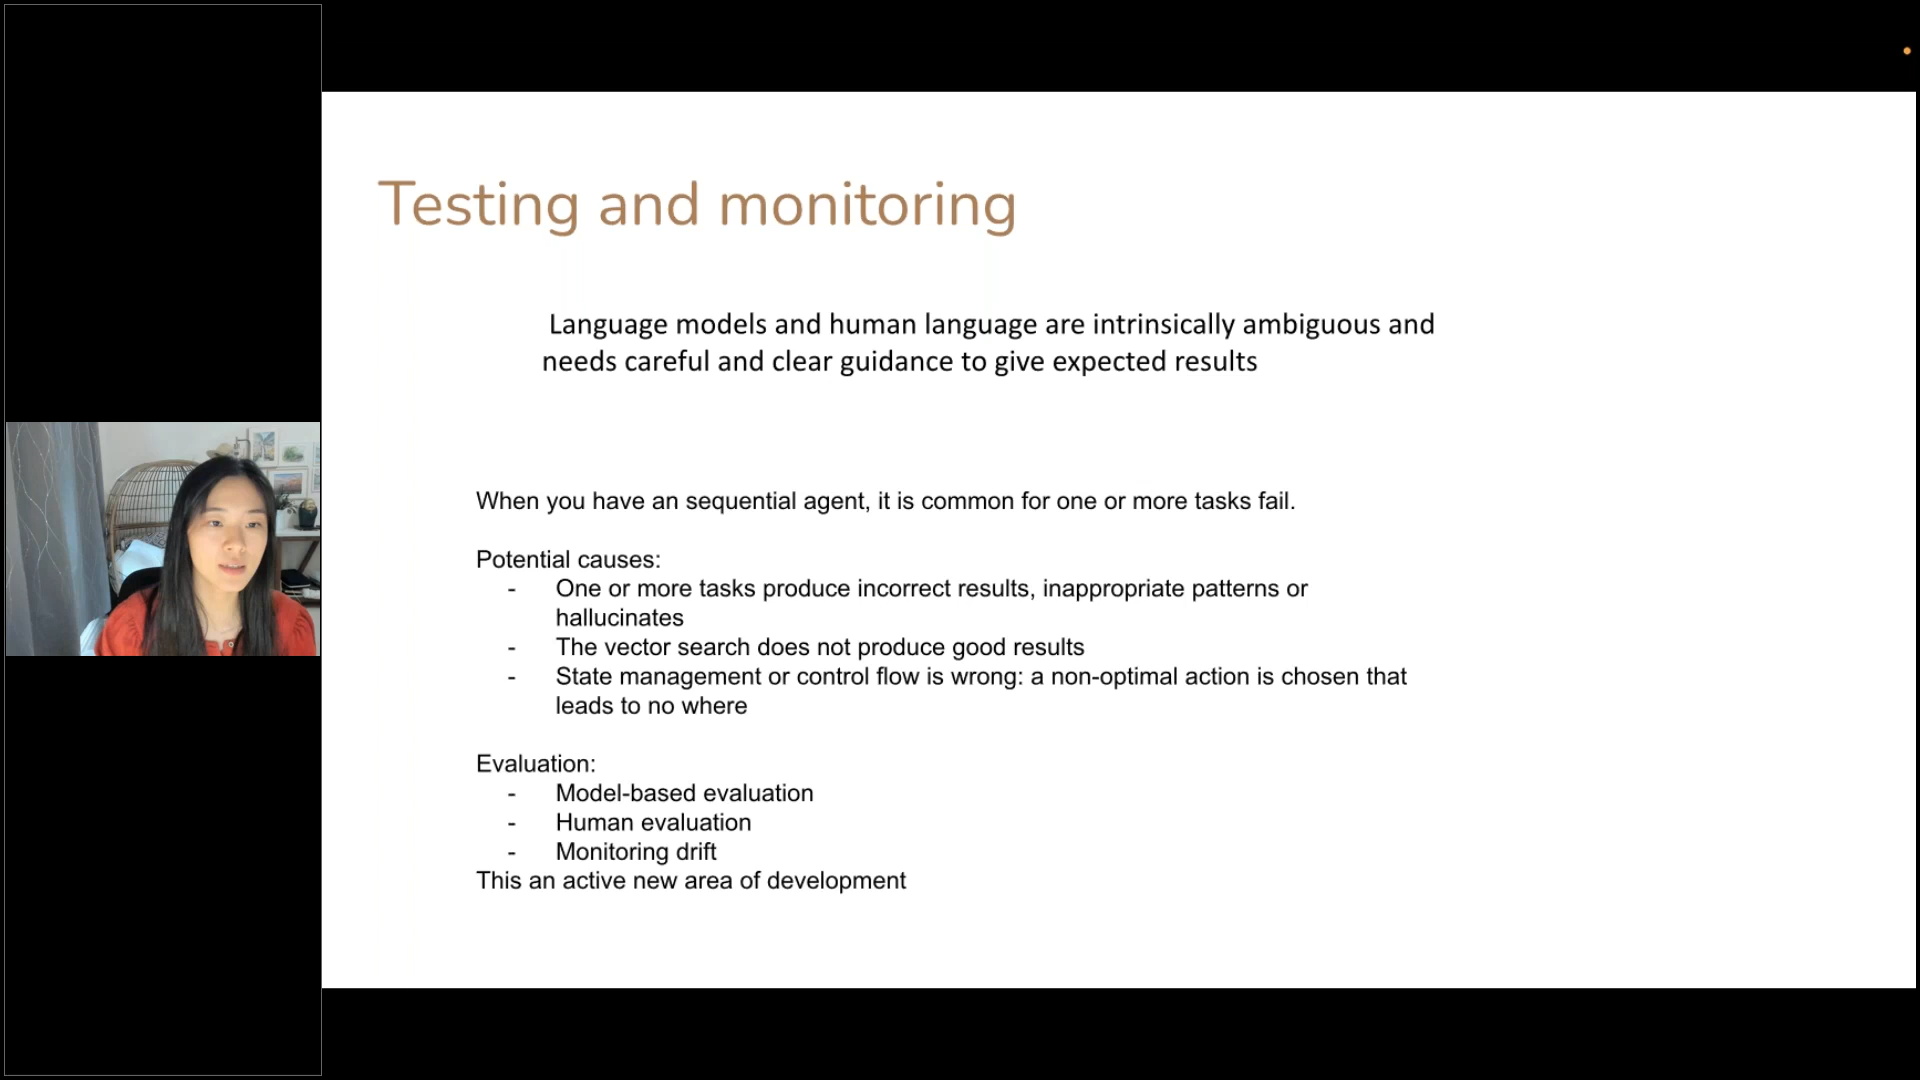 Testing and monitoring
Language models and human language are intrinsically ambiguous and
needs careful and clear guidance to give expected results
When you have an sequential agent, it is common for one or more tasks fail.
Potential causes:
- One or more tasks produce incorrect results, inappropriate patterns or
hallucinates
- The vector search does not produce good results
- State management or control flow is wrong: a non-optimal action is chosen that
leads to no where
Evaluation:
- Model-based evaluation
- Human evaluation
- Monitoring drift
This an active new area of development